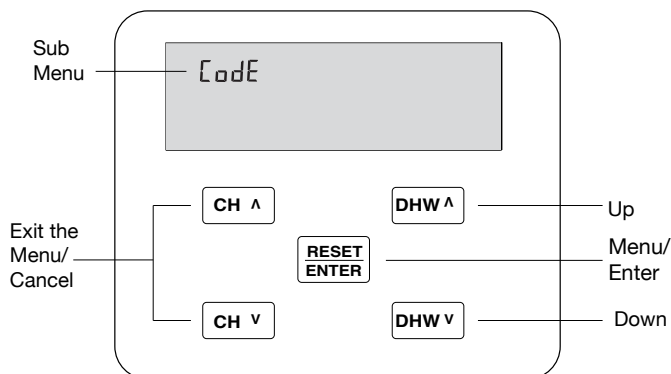 Sub
Menu
CodE
CH ∧
DHW ∧
Up
Exit the
Menu/
Cancel
RESET
ENTER
Menu/
Enter
CH ∨
DHW ∨
Down